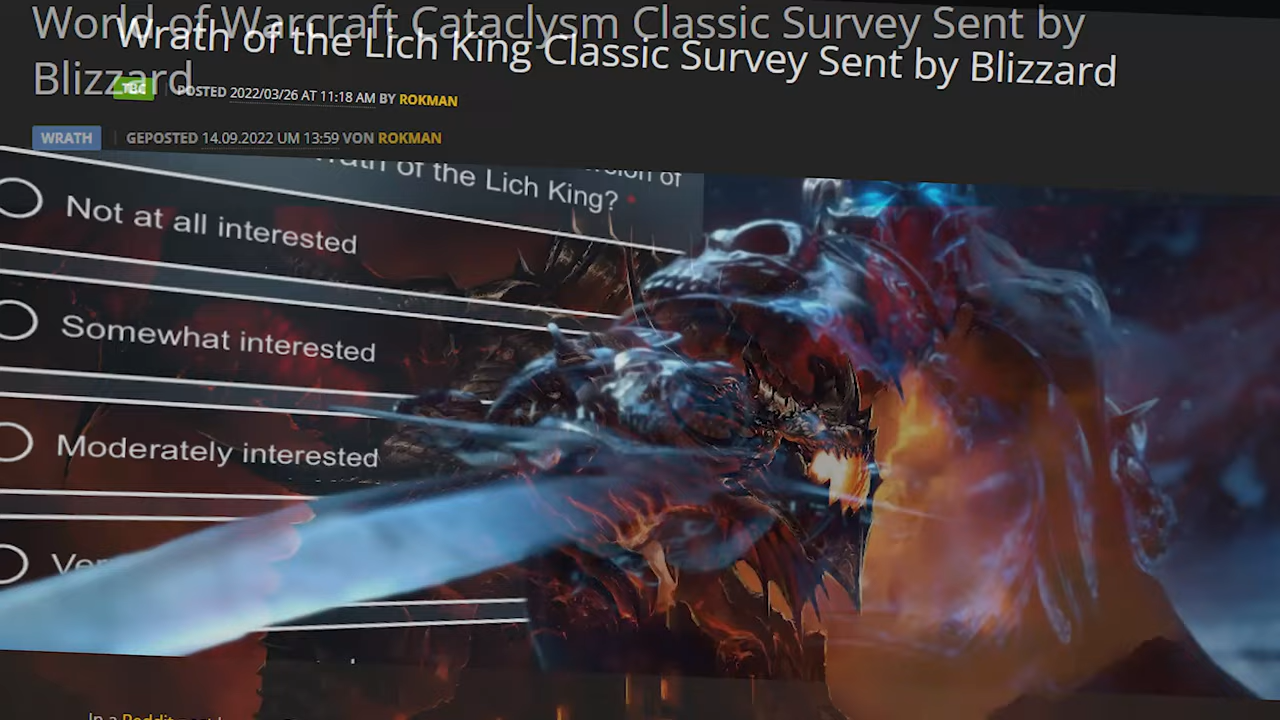 World of Warcraft Cataclysm Classic Survey Sent by
Blizzard
Wrath of the Lich King Classic Survey Sent by Blizzard
TBC POSTED 2022/03/26 AT 11:18 AM BY ROKMAN
WRATH GEPOSTED 14.09.2022 UM 13:59 VON ROKMAN
of the Lich King? *
of
Not at all interested
Somewhat interested
Moderately interested
In a